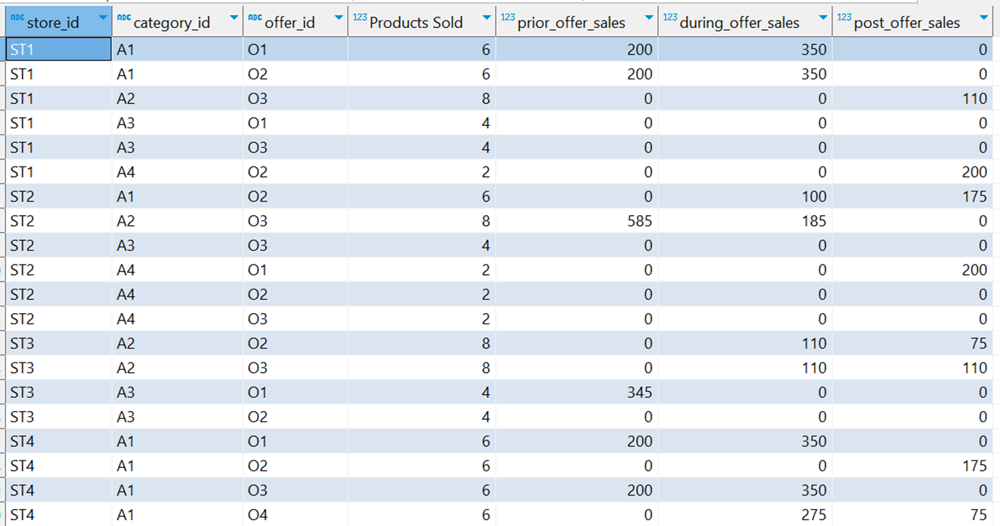 ABC store_id ABC category_id ABC offer_id 123 Products Sold 123 prior_offer_sales 123 during_offer_sales 123 post_offer_sales
ST1 A1 O1 6 200 350 0
ST1 A1 O2 6 200 350 0
ST1 A2 O3 8 0 0 110
ST1 A3 O1 4 0 0 0
ST1 A3 O3 4 0 0 0
ST1 A4 O2 2 0 0 200
ST2 A1 O2 6 0 100 175
ST2 A2 O3 8 585 185 0
ST2 A3 O3 4 0 0 0
ST2 A4 O1 2 0 0 200
ST2 A4 O2 2 0 0 0
ST2 A4 O3 2 0 0 0
ST3 A2 O2 8 0 110 75
ST3 A2 O3 8 0 110 110
ST3 A3 O1 4 345 0 0
ST3 A3 O2 4 0 0 0
ST4 A1 O1 6 200 350 0
ST4 A1 O2 6 0 0 175
ST4 A1 O3 6 200 350 0
ST4 A1 O4 6 0 275 75